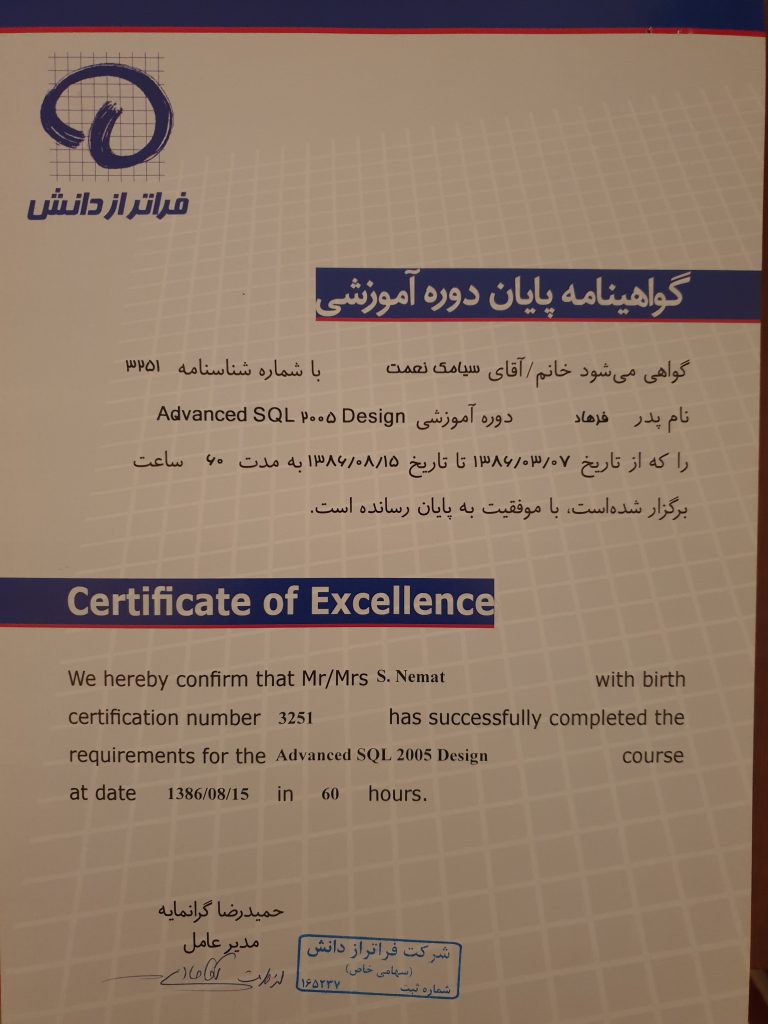 فراتر از دانش
گواهینامه پایان دوره آموزشی
گواهی می‌شود خانم/آقای سیامک نعمت با شماره شناسنامه ۳۲۵۱
نام پدر فرهاد دوره آموزشی Advanced SQL ۲۰۰۵ Design
را که از تاریخ ۱۳۸۶/۰۳/۰۷ تا تاریخ ۱۳۸۶/۰۸/۱۵ به مدت ۶۰ ساعت
برگزار شده‌است، با موفقیت به پایان رسانده است.
Certificate of Excellence
We hereby confirm that Mr/Mrs S. Nemat with birth
certification number 3251 has successfully completed the
requirements for the Advanced SQL 2005 Design course
at date 1386/08/15 in 60 hours.
حمیدرضا گرانمایه
مدیر عامل
شرکت فراتراز دانش
(سهامی خاص)
شماره ثبت ۱۶۵۲۳۷